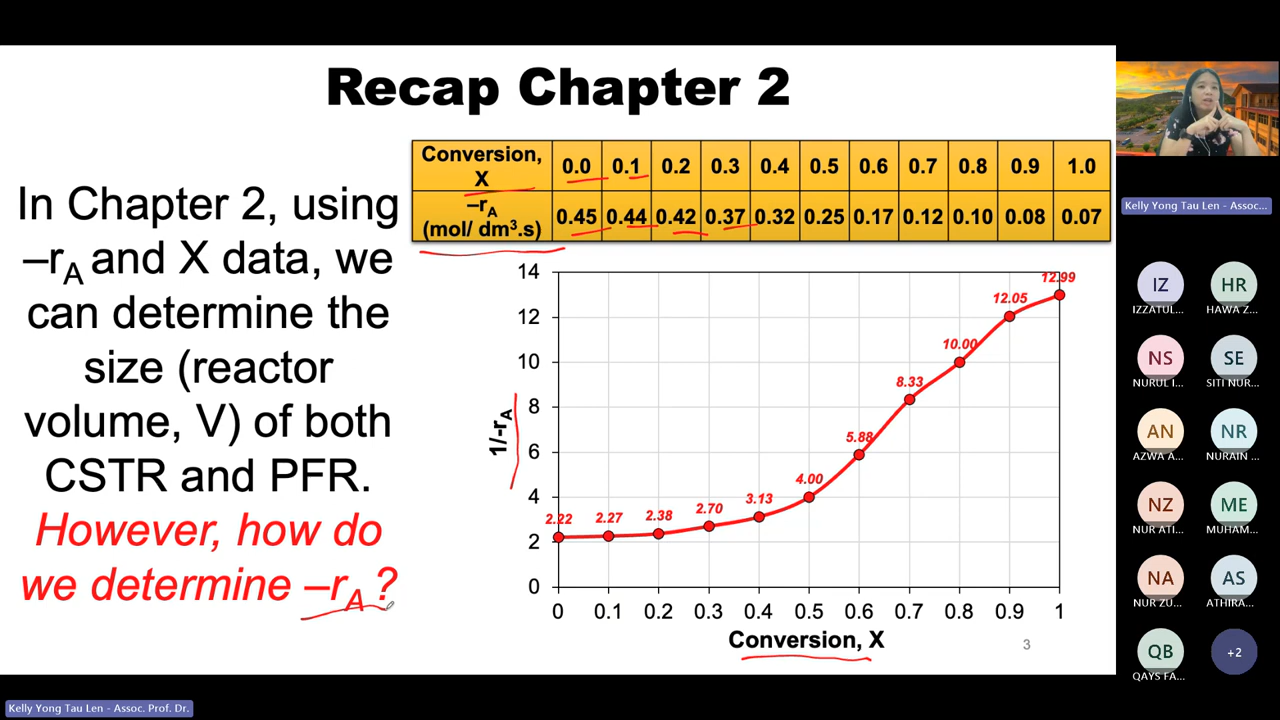 Recap Chapter 2
In Chapter 2, using
–rA and X data, we
can determine the
size (reactor
volume, V) of both
CSTR and PFR.
However, how do
we determine –rA ?
Conversion, X 0.0 0.1 0.2 0.3 0.4 0.5 0.6 0.7 0.8 0.9 1.0
–rA (mol/ dm³.s) 0.45 0.44 0.42 0.37 0.32 0.25 0.17 0.12 0.10 0.08 0.07
1/-rA
14
12
10
8
6
4
2
0
2.22 2.27 2.38 2.70 3.13 4.00 5.88 8.33 10.00 12.05 12.99
0 0.1 0.2 0.3 0.4 0.5 0.6 0.7 0.8 0.9 1
Conversion, X
3
Kelly Yong Tau Len - Assoc...
IZ HR
IZZATUL... HAWA Z...
NS SE
NURUL I... SITI NUR...
AN NR
AZWA A... NURAIN ...
NZ ME
NUR ATI... MUHAM...
NA AS
NUR ZU... ATHIRA...
QB +2
QAYS FA...
Kelly Yong Tau Len - Assoc. Prof. Dr.